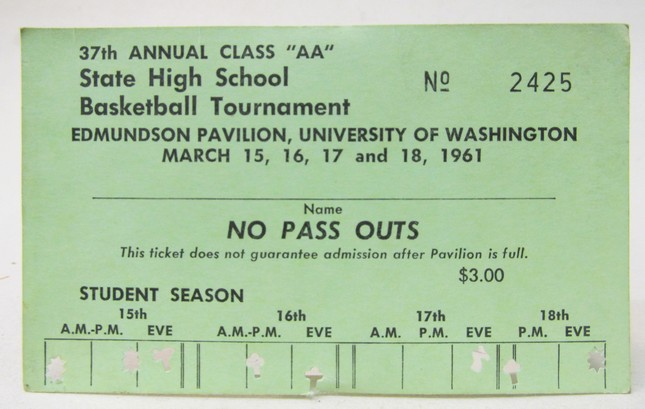 37th ANNUAL CLASS "AA"
State High School
Basketball Tournament
Nº 2425
EDMUNDSON PAVILION, UNIVERSITY OF WASHINGTON
MARCH 15, 16, 17 and 18, 1961
Name
NO PASS OUTS
This ticket does not guarantee admission after Pavilion is full.
$3.00
STUDENT SEASON
15th 16th 17th 18th
A.M.-P.M. EVE A.M.-P.M. EVE A.M. P.M. EVE P.M. EVE